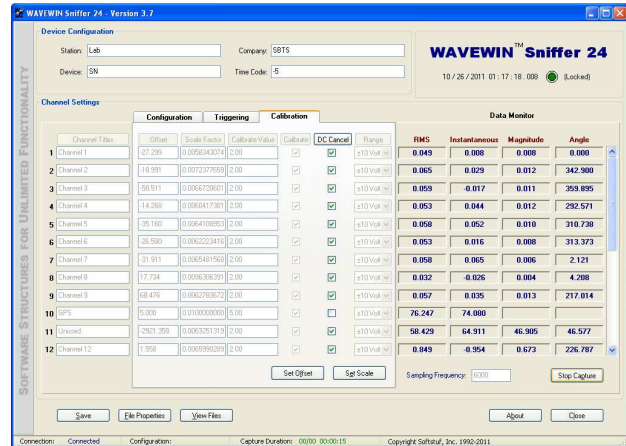 WAVEWIN Sniffer 24 - Version 3.7
Device Configuration
Station: Lab Company: SBTS
Device: SN Time Code: -5
WAVEWIN™ Sniffer 24
10 / 26 / 2011 01 : 17 : 18 . 008 (Locked)
SOFTWARE STRUCTURES FOR UNLIMITED FUNCTIONALITY
Channel Settings
Configuration Triggering Calibration Data Monitor
Channel Titles Offset Scale Factor Calibrate Value Calibrate DC Cancel Range RMS Instantaneous Magnitude Angle
1 Channel 1 -27.299 0.0058343074 2.00 ±10 Volt 0.049 0.008 0.008 0.000
2 Channel 2 -18.991 0.0072377659 2.00 ±10 Volt 0.065 0.029 0.012 342.900
3 Channel 3 -58.511 0.0066728601 2.00 ±10 Volt 0.059 -0.017 0.011 359.895
4 Channel 4 -14.268 0.0060417381 2.00 ±10 Volt 0.053 0.044 0.012 292.571
5 Channel 5 -35.160 0.0064108953 2.00 ±10 Volt 0.058 0.052 0.010 310.738
6 Channel 6 -26.580 0.0062223416 2.00 ±10 Volt 0.053 0.016 0.008 313.373
7 Channel 7 -31.911 0.0065481568 2.00 ±10 Volt 0.058 0.065 0.006 2.121
8 Channel 8 17.734 0.0036306391 2.00 ±10 Volt 0.032 -0.026 0.004 4.208
9 Channel 9 68.476 0.0062783672 2.00 ±10 Volt 0.057 0.035 0.013 217.014
10 GPS 5.000 0.0100000000 5.00 ±10 Volt 76.247 74.080
11 Unused -2921.358 0.0063251319 2.00 ±10 Volt 58.429 64.911 46.905 46.577
12 Channel 12 1.558 0.0065990289 2.00 ±10 Volt 0.849 -0.954 0.673 226.787
Set Offset Set Scale Sampling Frequency: 6000 Stop Capture
Save File Properties View Files About Close
Connection: Connected Configuration: Capture Duration: 00/00 00:00:15 Copyright Softstuf, Inc. 1992-2011